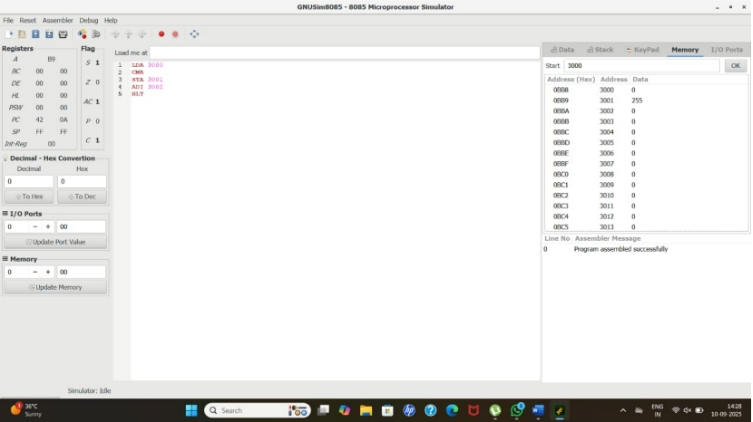 GNUSim8085 - 8085 Microprocessor Simulator
File Reset Assembler Debug Help
Registers
Flag
A B9
BC 00 00
DE 00 00
HL 00 00
PSW 00 00
PC 42 0A
SP FF FF
Int-Reg 00
S 1
Z 0
AC 1
P 0
C 1
Decimal - Hex Convertion
Decimal Hex
0 0
To Hex To Dec
I/O Ports
0 - + 00
Update Port Value
Memory
0 - + 00
Update Memory
Load me at
1 LDA 3000
2 CMA
3 STA 3001
4 ADI 3002
5 HLT
Data Stack KeyPad Memory I/O Ports
Start 3000 OK
Address (Hex) Address Data
0BB8 3000 0
0BB9 3001 255
0BBA 3002 0
0BBB 3003 0
0BBC 3004 0
0BBD 3005 0
0BBE 3006 0
0BBF 3007 0
0BC0 3008 0
0BC1 3009 0
0BC2 3010 0
0BC3 3011 0
0BC4 3012 0
0BC5 3013 0
Line No Assembler Message
0 Program assembled successfully
Simulator: Idle
36°C
Sunny
Search
ENG
IN
14:28
10-09-2025